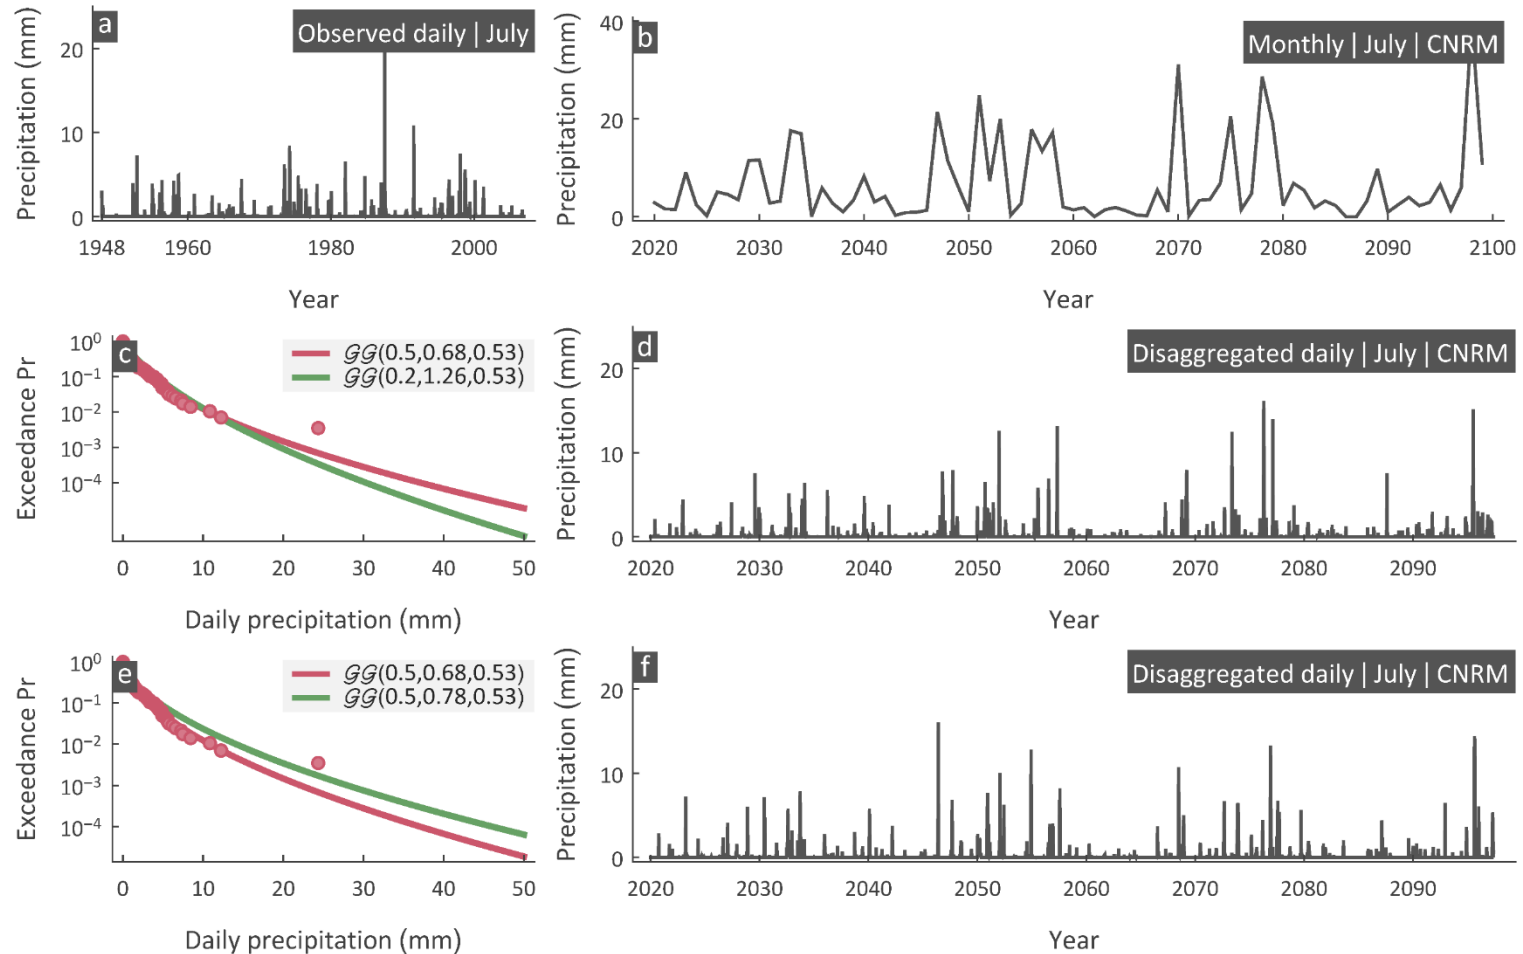 a
Observed daily | July
Precipitation (mm)
20
10
0
1948
1960
1980
2000
Year
b
Monthly | July | CNRM
Precipitation (mm)
40
20
0
2020
2030
2040
2050
2060
2070
2080
2090
2100
Year
c
𝒢𝒢(0.5,0.68,0.53)
𝒢𝒢(0.2,1.26,0.53)
Exceedance Pr
10⁰
10⁻¹
10⁻²
10⁻³
10⁻⁴
0
10
20
30
40
50
Daily precipitation (mm)
d
Disaggregated daily | July | CNRM
Precipitation (mm)
20
10
0
2020
2030
2040
2050
2060
2070
2080
2090
Year
e
𝒢𝒢(0.5,0.68,0.53)
𝒢𝒢(0.5,0.78,0.53)
Exceedance Pr
10⁰
10⁻¹
10⁻²
10⁻³
10⁻⁴
0
10
20
30
40
50
Daily precipitation (mm)
f
Disaggregated daily | July | CNRM
Precipitation (mm)
20
10
0
2020
2030
2040
2050
2060
2070
2080
2090
Year